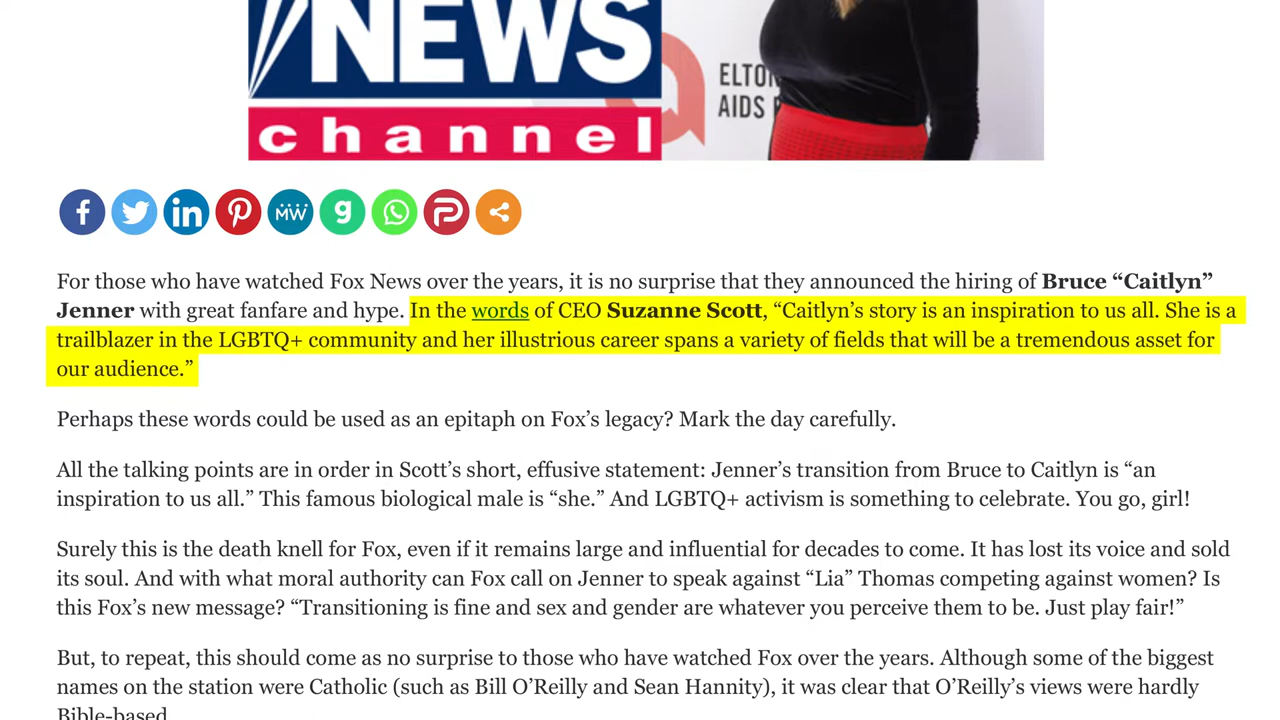 NEWS
channel
ELTON
AIDS
f
in
MW
g
For those who have watched Fox News over the years, it is no surprise that they announced the hiring of Bruce “Caitlyn”
Jenner with great fanfare and hype. In the words of CEO Suzanne Scott, “Caitlyn’s story is an inspiration to us all. She is a
trailblazer in the LGBTQ+ community and her illustrious career spans a variety of fields that will be a tremendous asset for
our audience.”
Perhaps these words could be used as an epitaph on Fox’s legacy? Mark the day carefully.
All the talking points are in order in Scott’s short, effusive statement: Jenner’s transition from Bruce to Caitlyn is “an
inspiration to us all.” This famous biological male is “she.” And LGBTQ+ activism is something to celebrate. You go, girl!
Surely this is the death knell for Fox, even if it remains large and influential for decades to come. It has lost its voice and sold
its soul. And with what moral authority can Fox call on Jenner to speak against “Lia” Thomas competing against women? Is
this Fox’s new message? “Transitioning is fine and sex and gender are whatever you perceive them to be. Just play fair!”
But, to repeat, this should come as no surprise to those who have watched Fox over the years. Although some of the biggest
names on the station were Catholic (such as Bill O’Reilly and Sean Hannity), it was clear that O’Reilly’s views were hardly
Bible-based.